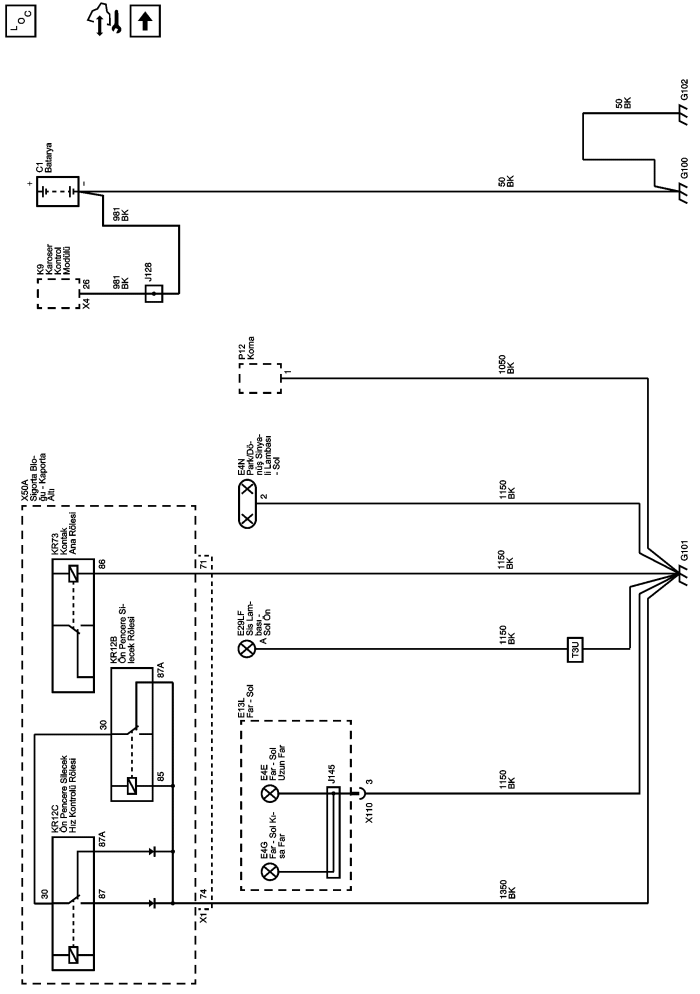 LOC
C1
Batarya
+
-
50
BK
50
BK
G102
G100
981
BK
K9
Karoser
Kontrol
Modülü
26
X4
981
BK
J128
P12
Korna
1
1050
BK
E4N
Park/Dö-
nüş Sinya-
li Lambası
- Sol
2
1150
BK
X50A
Sigorta Blo-
ğu - Kaporta
Altı
KR73
Kontak
Ana Rölesi
86
71
1150
BK
G101
E29LF
Sis Lam-
bası -
Sol Ön
A
1150
BK
T3U
KR12B
Ön Pencere Si-
lecek Rölesi
87A
30
85
E13L
Far - Sol
E4E
Far - Sol
Uzun Far
J145
3
X110
1150
BK
E4G
Far - Sol Kı-
sa Far
KR12C
Ön Pencere Silecek
Hız Kontrolü Rölesi
87A
30
87
74
X1
1350
BK